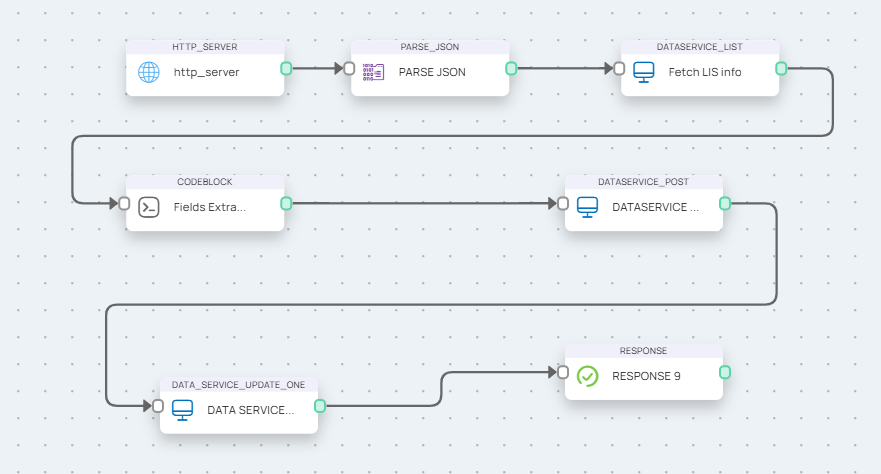 HTTP_SERVER
http_server
PARSE_JSON
PARSE JSON
DATASERVICE_LIST
Fetch LIS info
CODEBLOCK
Fields Extra...
DATASERVICE_POST
DATASERVICE ...
DATA_SERVICE_UPDATE_ONE
DATA SERVICE...
RESPONSE
RESPONSE 9